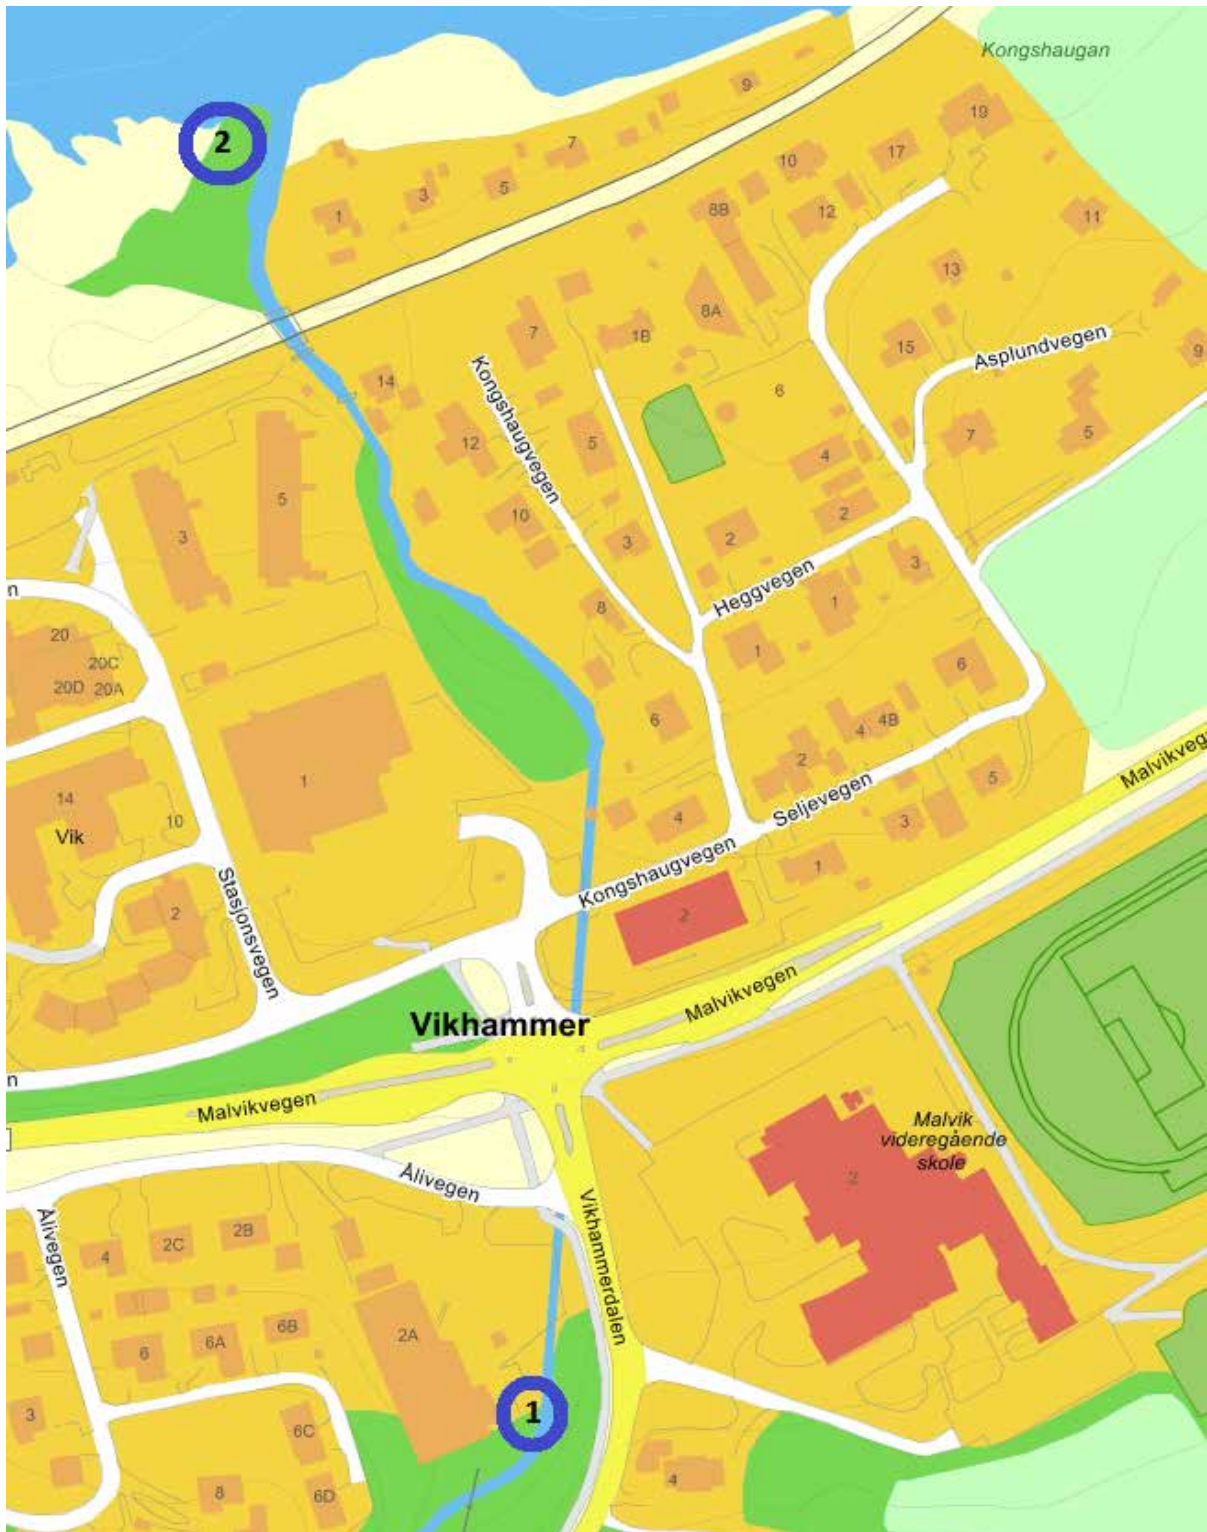 Kongshaugan
2
9
19
7
10
17
3
5
8B
12
1
11
13
8A
7
1B
15
Asplundvegen
9
14
6
Kongshaugvegen
12
5
7
5
4
5
10
2
2
3
3
n
3
Heggvegen
8
1
1
20
20C
20D
20A
6
6
4
4B
2
Malvikveg
1
5
14
10
Vik
4
Seljevegen
3
Kongshaugvegen
1
Stasjonsvegen
2
2
Malvikvegen
Vikhammer
n
Malvikvegen
Malvik
videregående
skole
2
Ålivegen
Vikhammerdalen
Ålivegen
4
2C
2B
6B
2A
6A
6
3
1
6C
4
8
6D